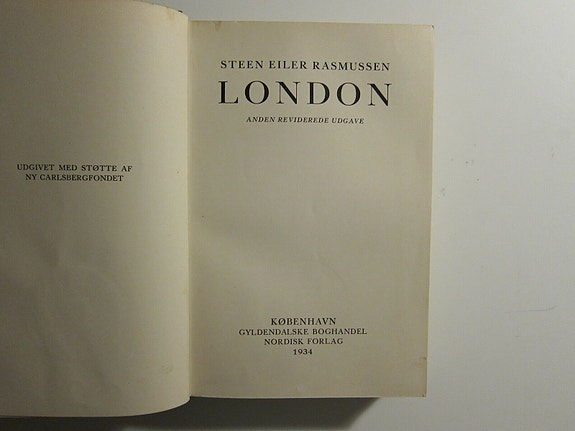 UDGIVET MED STØTTE AF
NY CARLSBERGFONDET
STEEN EILER RASMUSSEN
LONDON
ANDEN REVIDEREDE UDGAVE
KØBENHAVN
GYLDENDALSKE BOGHANDEL
NORDISK FORLAG
1934